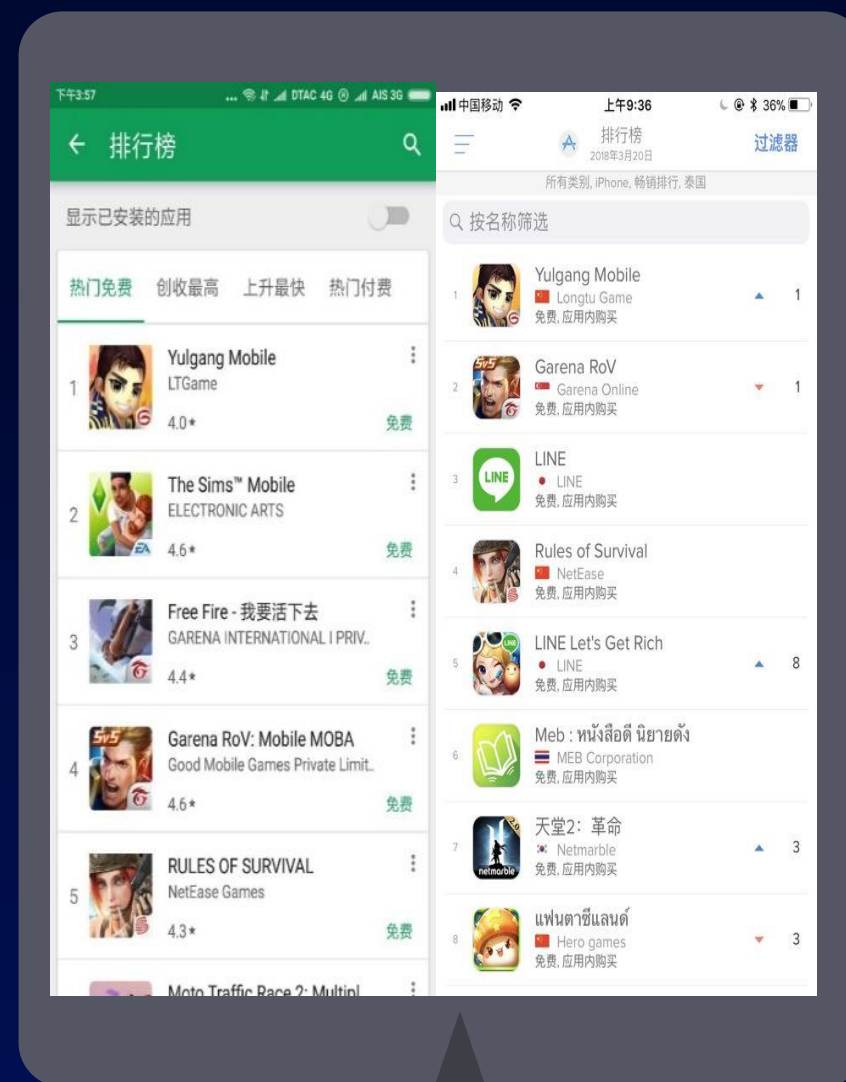 下午3:57
... DTAC 4G AIS 3G
排行榜
显示已安装的应用
热门免费 创收最高 上升最快 热门付费
1
Yulgang Mobile
LTGame
4.0★
免费
2
The Sims™ Mobile
ELECTRONIC ARTS
4.6★
免费
EA
3
Free Fire - 我要活下去
GARENA INTERNATIONAL I PRIV..
4.4★
免费
4
5v5
Garena RoV: Mobile MOBA
Good Mobile Games Private Limit..
4.6★
免费
5
RULES OF SURVIVAL
NetEase Games
4.3★
免费
Moto Traffic Race 2: Multipl
中国移动
上午9:36
36%
排行榜
2018年3月20日
过滤器
所有类别, iPhone, 畅销排行, 泰国
按名称筛选
1
Yulgang Mobile
Longtu Game
免费, 应用内购买
1
2
5v5
Garena RoV
Garena Online
免费, 应用内购买
1
3
LINE
LINE
LINE
免费, 应用内购买
4
Rules of Survival
NetEase
免费, 应用内购买
5
LINE
LINE Let's Get Rich
LINE
免费, 应用内购买
8
6
Meb : หนังสือดี นิยายดัง
MEB Corporation
免费, 应用内购买
7
2.0
netmarble
天堂2：革命
Netmarble
免费, 应用内购买
3
8
แฟนตาซีแลนด์
Hero games
免费, 应用内购买
3